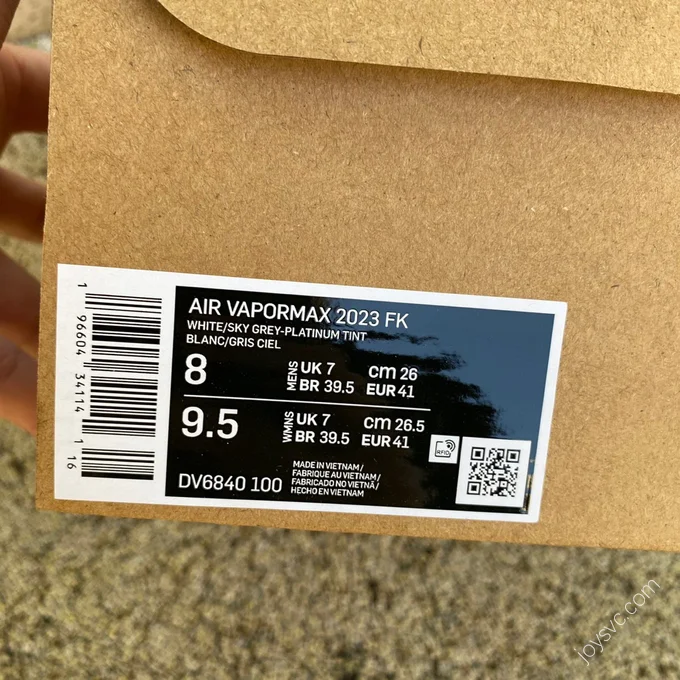 1 96604 34114 16
AIR VAPORMAX 2023 FK
WHITE/SKY GREY-PLATINUM TINT
BLANC/GRIS CIEL
8 MENS UK 7 cm 26
BR 39.5 EUR 41
9.5 WMNS UK 7 cm 26.5
BR 39.5 EUR 41
RFID
DV6840 100
MADE IN VIETNAM/
FABRIQUE AU VIETNAM/
FABRICADO NO VIETNÃ/
HECHO EN VIETNAM
joysvc.com